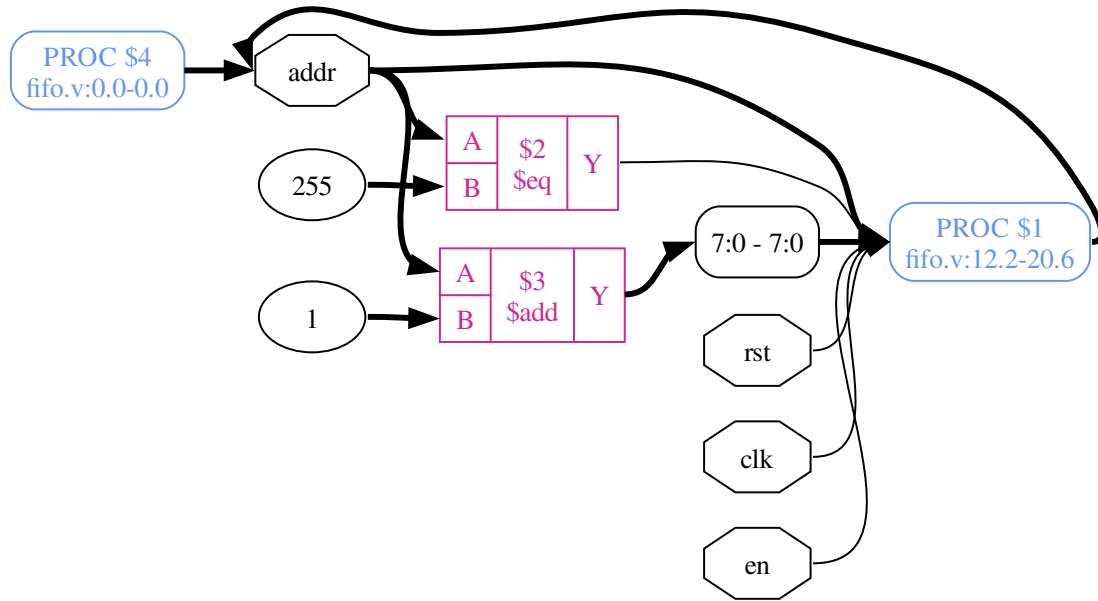 PROC $4
fifo.v:0.0-0.0
addr
255
1
A
B
$2
$eq
Y
A
B
$3
$add
Y
7:0 - 7:0
rst
clk
en
PROC $1
fifo.v:12.2-20.6